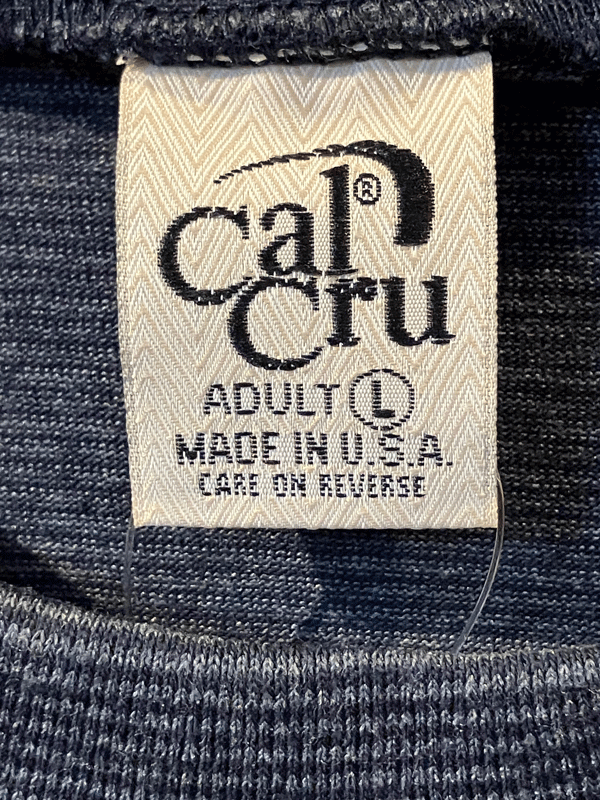 Cal®
Cru
ADULT L
MADE IN U.S.A.
CARE ON REVERSE